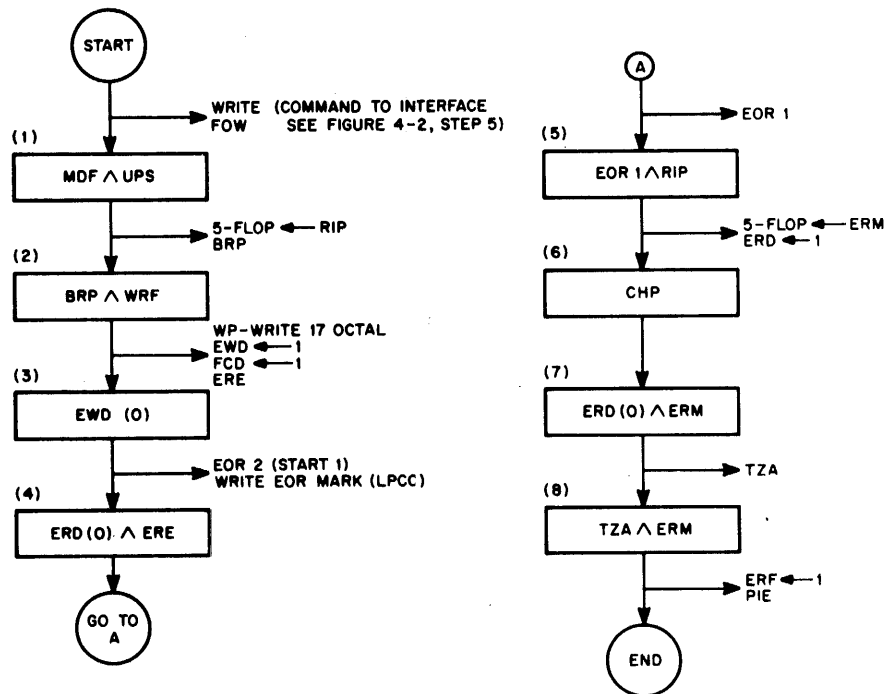 START
WRITE (COMMAND TO INTERFACE
FOW SEE FIGURE 4-2, STEP 5)
(1)
MDF ∧ UPS
5-FLOP ← RIP
BRP
(2)
BRP ∧ WRF
WP-WRITE 17 OCTAL
EWD ← 1
FCD ← 1
ERE
(3)
EWD (0)
EOR 2 (START 1)
WRITE EOR MARK (LPCC)
(4)
ERD(0) ∧ ERE
GO TO
A
A
EOR 1
(5)
EOR 1 ∧ RIP
5-FLOP ← ERM
ERD ← 1
(6)
CHP
(7)
ERD(0) ∧ ERM
TZA
(8)
TZA ∧ ERM
ERF ← 1
PIE
END